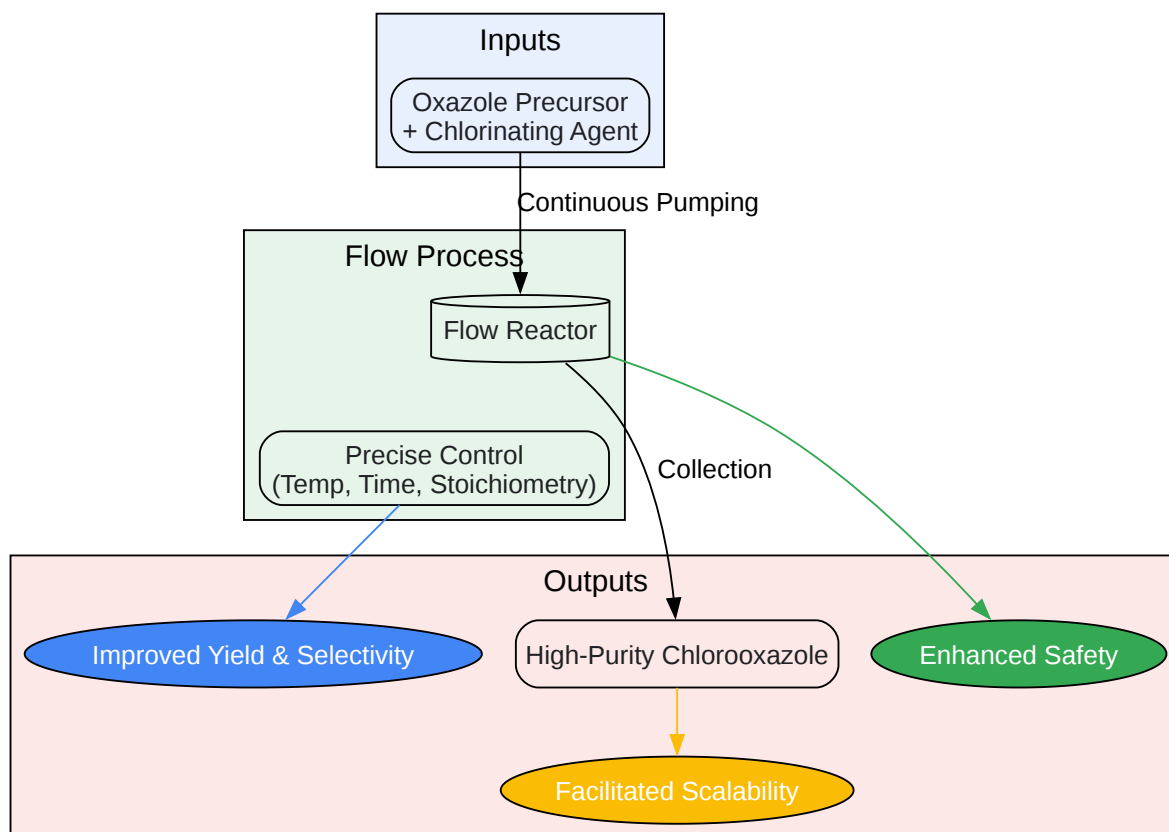 Inputs
Oxazole Precursor
+ Chlorinating Agent
Continuous Pumping
Flow Process
Flow Reactor
Precise Control
(Temp, Time, Stoichiometry)
Collection
Outputs
Improved Yield & Selectivity
High-Purity Chlorooxazole
Enhanced Safety
Facilitated Scalability